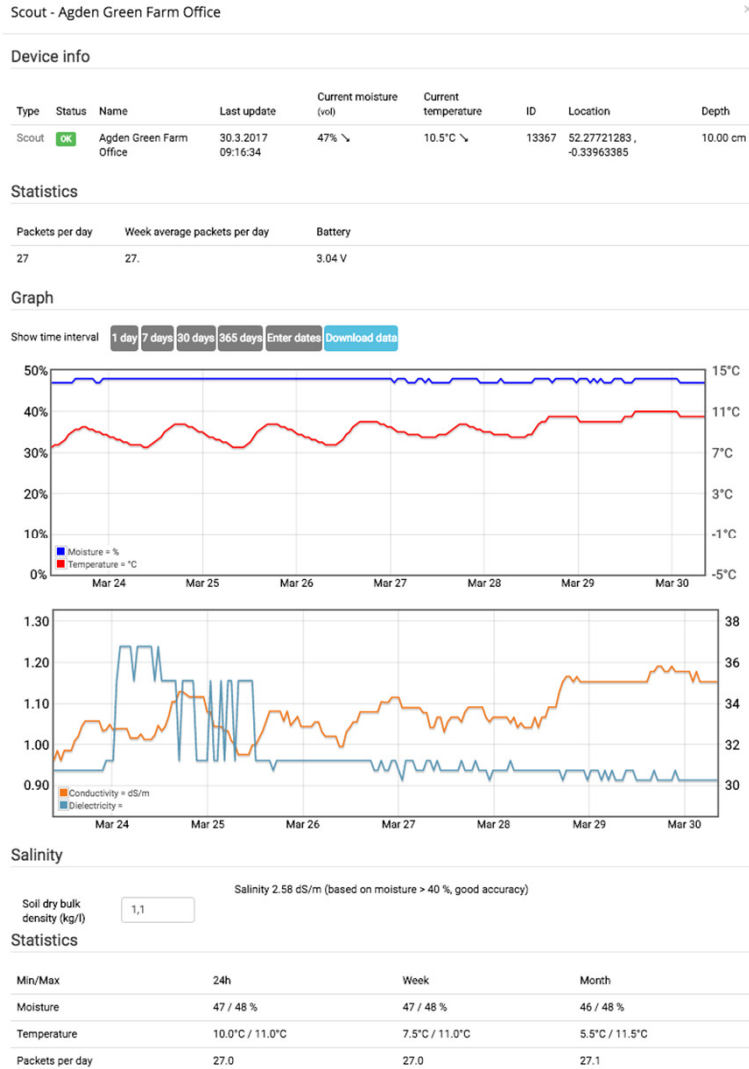 Scout - Agden Green Farm Office
×
Device info
Type Status Name Last update Current moisture (vol) Current temperature ID Location Depth
Scout OK Agden Green Farm Office 30.3.2017 09:16:34 47% ↘ 10.5°C ↘ 13367 52.27721283 , -0.33963385 10.00 cm
Statistics
Packets per day Week average packets per day Battery
27 27. 3.04 V
Graph
Show time interval 1 day 7 days 30 days 365 days Enter dates Download data
50% 15°C
40% 11°C
30% 7°C
20% 3°C
10% -1°C
Moisture = %
Temperature = °C
0% -5°C
Mar 24 Mar 25 Mar 26 Mar 27 Mar 28 Mar 29 Mar 30
1.30 38
1.20 36
1.10 34
1.00 32
0.90 30
Conductivity = dS/m
Dielectricity =
Mar 24 Mar 25 Mar 26 Mar 27 Mar 28 Mar 29 Mar 30
Salinity
Salinity 2.58 dS/m (based on moisture > 40 %, good accuracy)
Soil dry bulk
density (kg/l) 1,1
Statistics
Min/Max 24h Week Month
Moisture 47 / 48 % 47 / 48 % 46 / 48 %
Temperature 10.0°C / 11.0°C 7.5°C / 11.0°C 5.5°C / 11.5°C
Packets per day 27.0 27.0 27.1